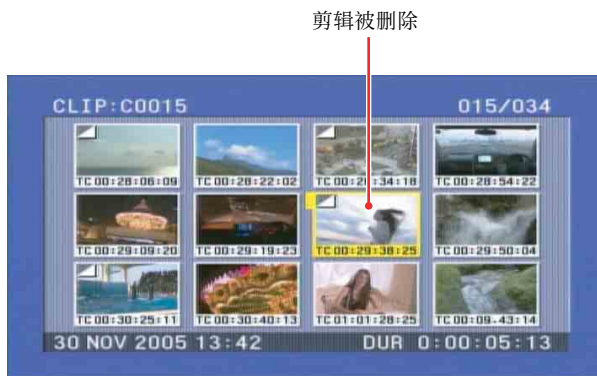 剪辑被删除
CLIP:C0015 015/034
TC 00:28:06:09 TC 00:28:22:02 TC 00:28:34:18 TC 00:28:54:22
TC 00:29:09:20 TC 00:29:19:23 TC 00:29:38:25 TC 00:29:50:04
TC 00:30:25:11 TC 00:30:40:13 TC 01:01:28:25 TC 00:09.43:14
30 NOV 2005 13:42 DUR 0:00:05:13